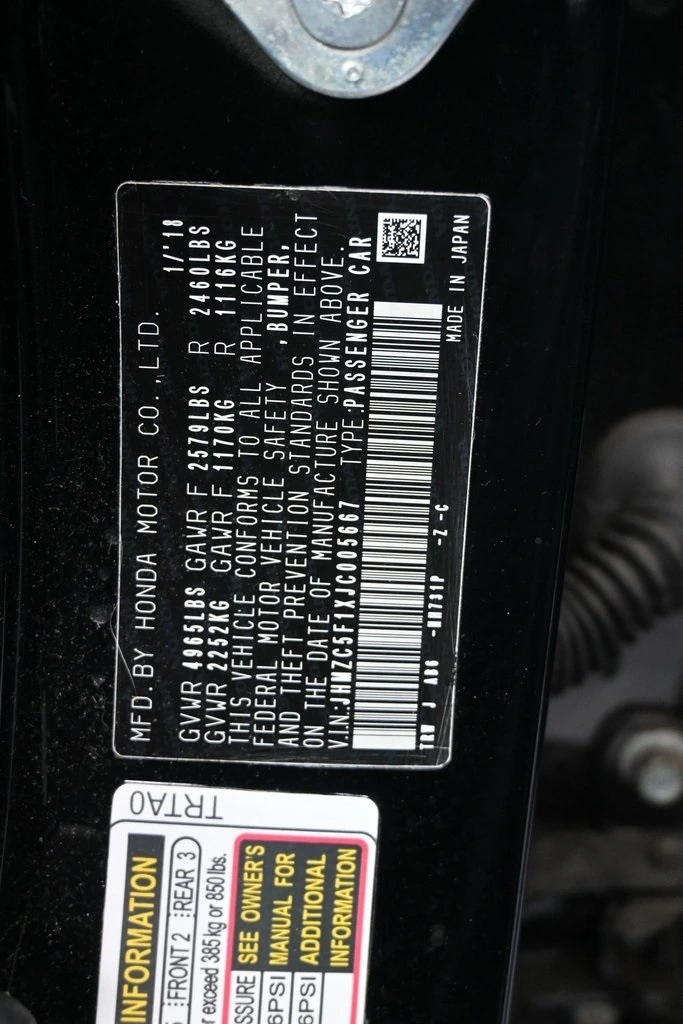 MFD.BY HONDA MOTOR CO.,LTD. 1/'18
GVWR 4965LBS GAWR F 2579LBS R 2460LBS
GVWR 2252KG GAWR F 1170KG R 1116KG
THIS VEHICLE CONFORMS TO ALL APPLICABLE
FEDERAL MOTOR VEHICLE SAFETY ,BUMPER,
AND THEFT PREVENTION STANDARDS IN EFFECT
ON THE DATE OF MANUFACTURE SHOWN ABOVE.
V.I.N:JHMZC5F1XJC005667 TYPE:PASSENGER CAR
TRW J A86 -NH731P -Z -C MADE IN JAPAN
TRTA0
INFORMATION
FRONT 2 REAR 3
exceed 385 kg or 850 lbs.
SEE OWNER'S
MANUAL FOR
ADDITIONAL
INFORMATION